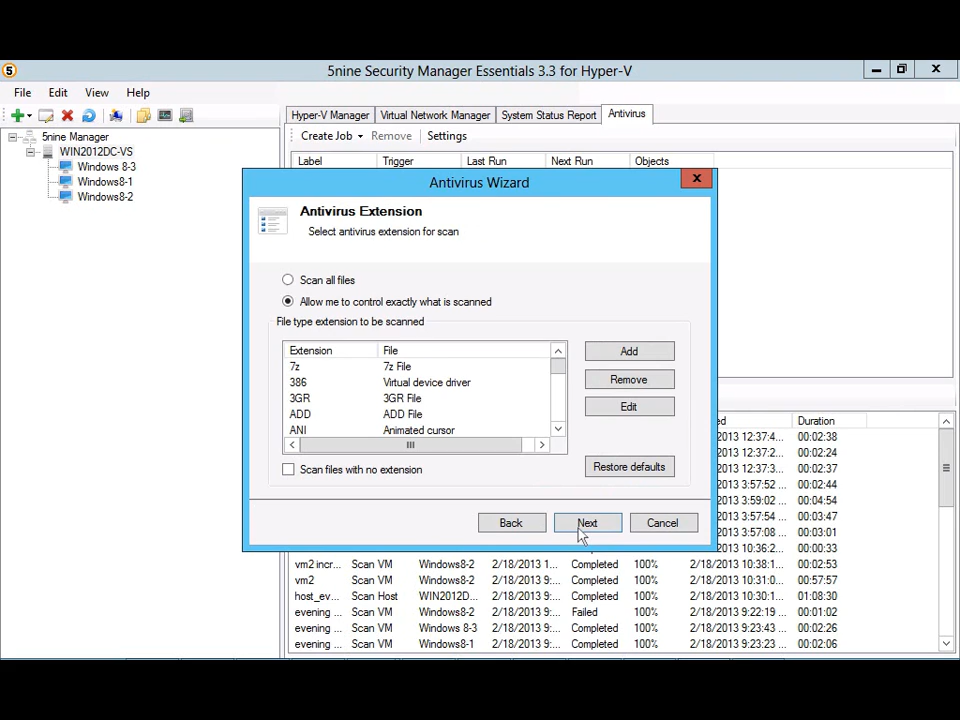 5nine Security Manager Essentials 3.3 for Hyper-V
File Edit View Help
5nine Manager
WIN2012DC-VS
Windows 8-3
Windows8-1
Windows8-2
Hyper-V Manager Virtual Network Manager System Status Report Antivirus
Create Job Remove Settings
Label Trigger Last Run Next Run Objects
Antivirus Wizard
Antivirus Extension
Select antivirus extension for scan
Scan all files
Allow me to control exactly what is scanned
File type extension to be scanned
Extension File
7z 7z File
386 Virtual device driver
3GR 3GR File
ADD ADD File
ANI Animated cursor
Add
Remove
Edit
Scan files with no extension
Restore defaults
Back Next Cancel
ed Duration
2013 12:37:4... 00:02:38
2013 12:37:2... 00:02:24
2013 12:37:3... 00:02:37
2013 3:57:52 ... 00:02:44
2013 3:59:02 ... 00:04:54
2013 3:57:54 ... 00:03:47
2013 3:57:08 ... 00:03:01
2013 10:36:2... 00:00:33
vm2 incr... Scan VM Windows8-2 2/18/2013 1... Completed 100% 2/18/2013 10:38:1... 00:02:53
vm2 Scan VM Windows8-2 2/18/2013 9:... Completed 100% 2/18/2013 10:31:0... 00:57:57
host_ev... Scan Host WIN2012D... 2/18/2013 9:... Completed 100% 2/18/2013 10:30:1... 01:08:30
evening ... Scan VM Windows8-2 2/18/2013 9:... Failed 2/18/2013 9:22:19 ... 00:01:02
evening ... Scan VM Windows 8-3 2/18/2013 9:... Completed 100% 2/18/2013 9:23:43 ... 00:02:26
evening ... Scan VM Windows8-1 2/18/2013 9:... Completed 100% 2/18/2013 9:23:23 ... 00:02:06